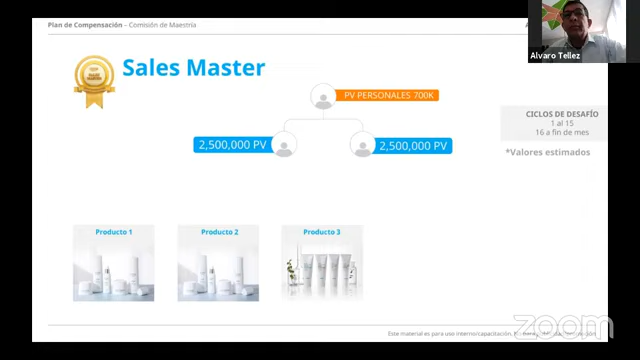 Plan de Compensación – Comisión de Maestría
A
Alvaro Tellez
Sales Master
PV PERSONALES 700K
2,500,000 PV
2,500,000 PV
CICLOS DE DESAFÍO
1 al 15
16 a fin de mes
*Valores estimados
Producto 1
Producto 2
Producto 3
Este material es para uso interno/capacitación,
zoom